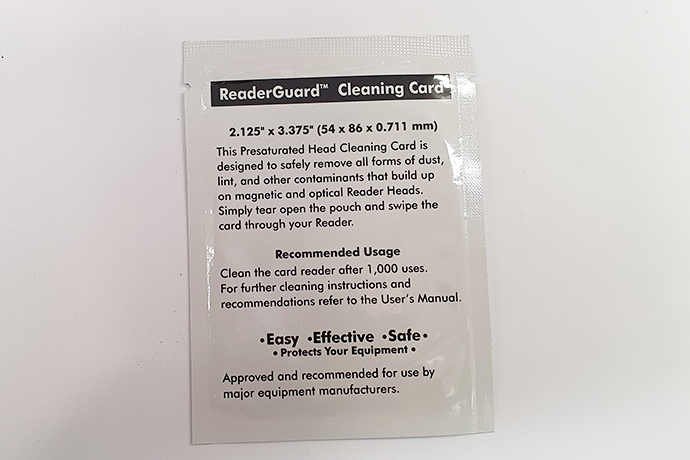 ReaderGuard™ Cleaning Card
2.125" x 3.375" (54 x 86 x 0.711 mm)
This Presaturated Head Cleaning Card is
designed to safely remove all forms of dust,
lint, and other contaminants that build up
on magnetic and optical Reader Heads.
Simply tear open the pouch and swipe the
card through your Reader.
Recommended Usage
Clean the card reader after 1,000 uses.
For further cleaning instructions and
recommendations refer to the User's Manual.
•Easy •Effective •Safe•
• Protects Your Equipment •
Approved and recommended for use by
major equipment manufacturers.